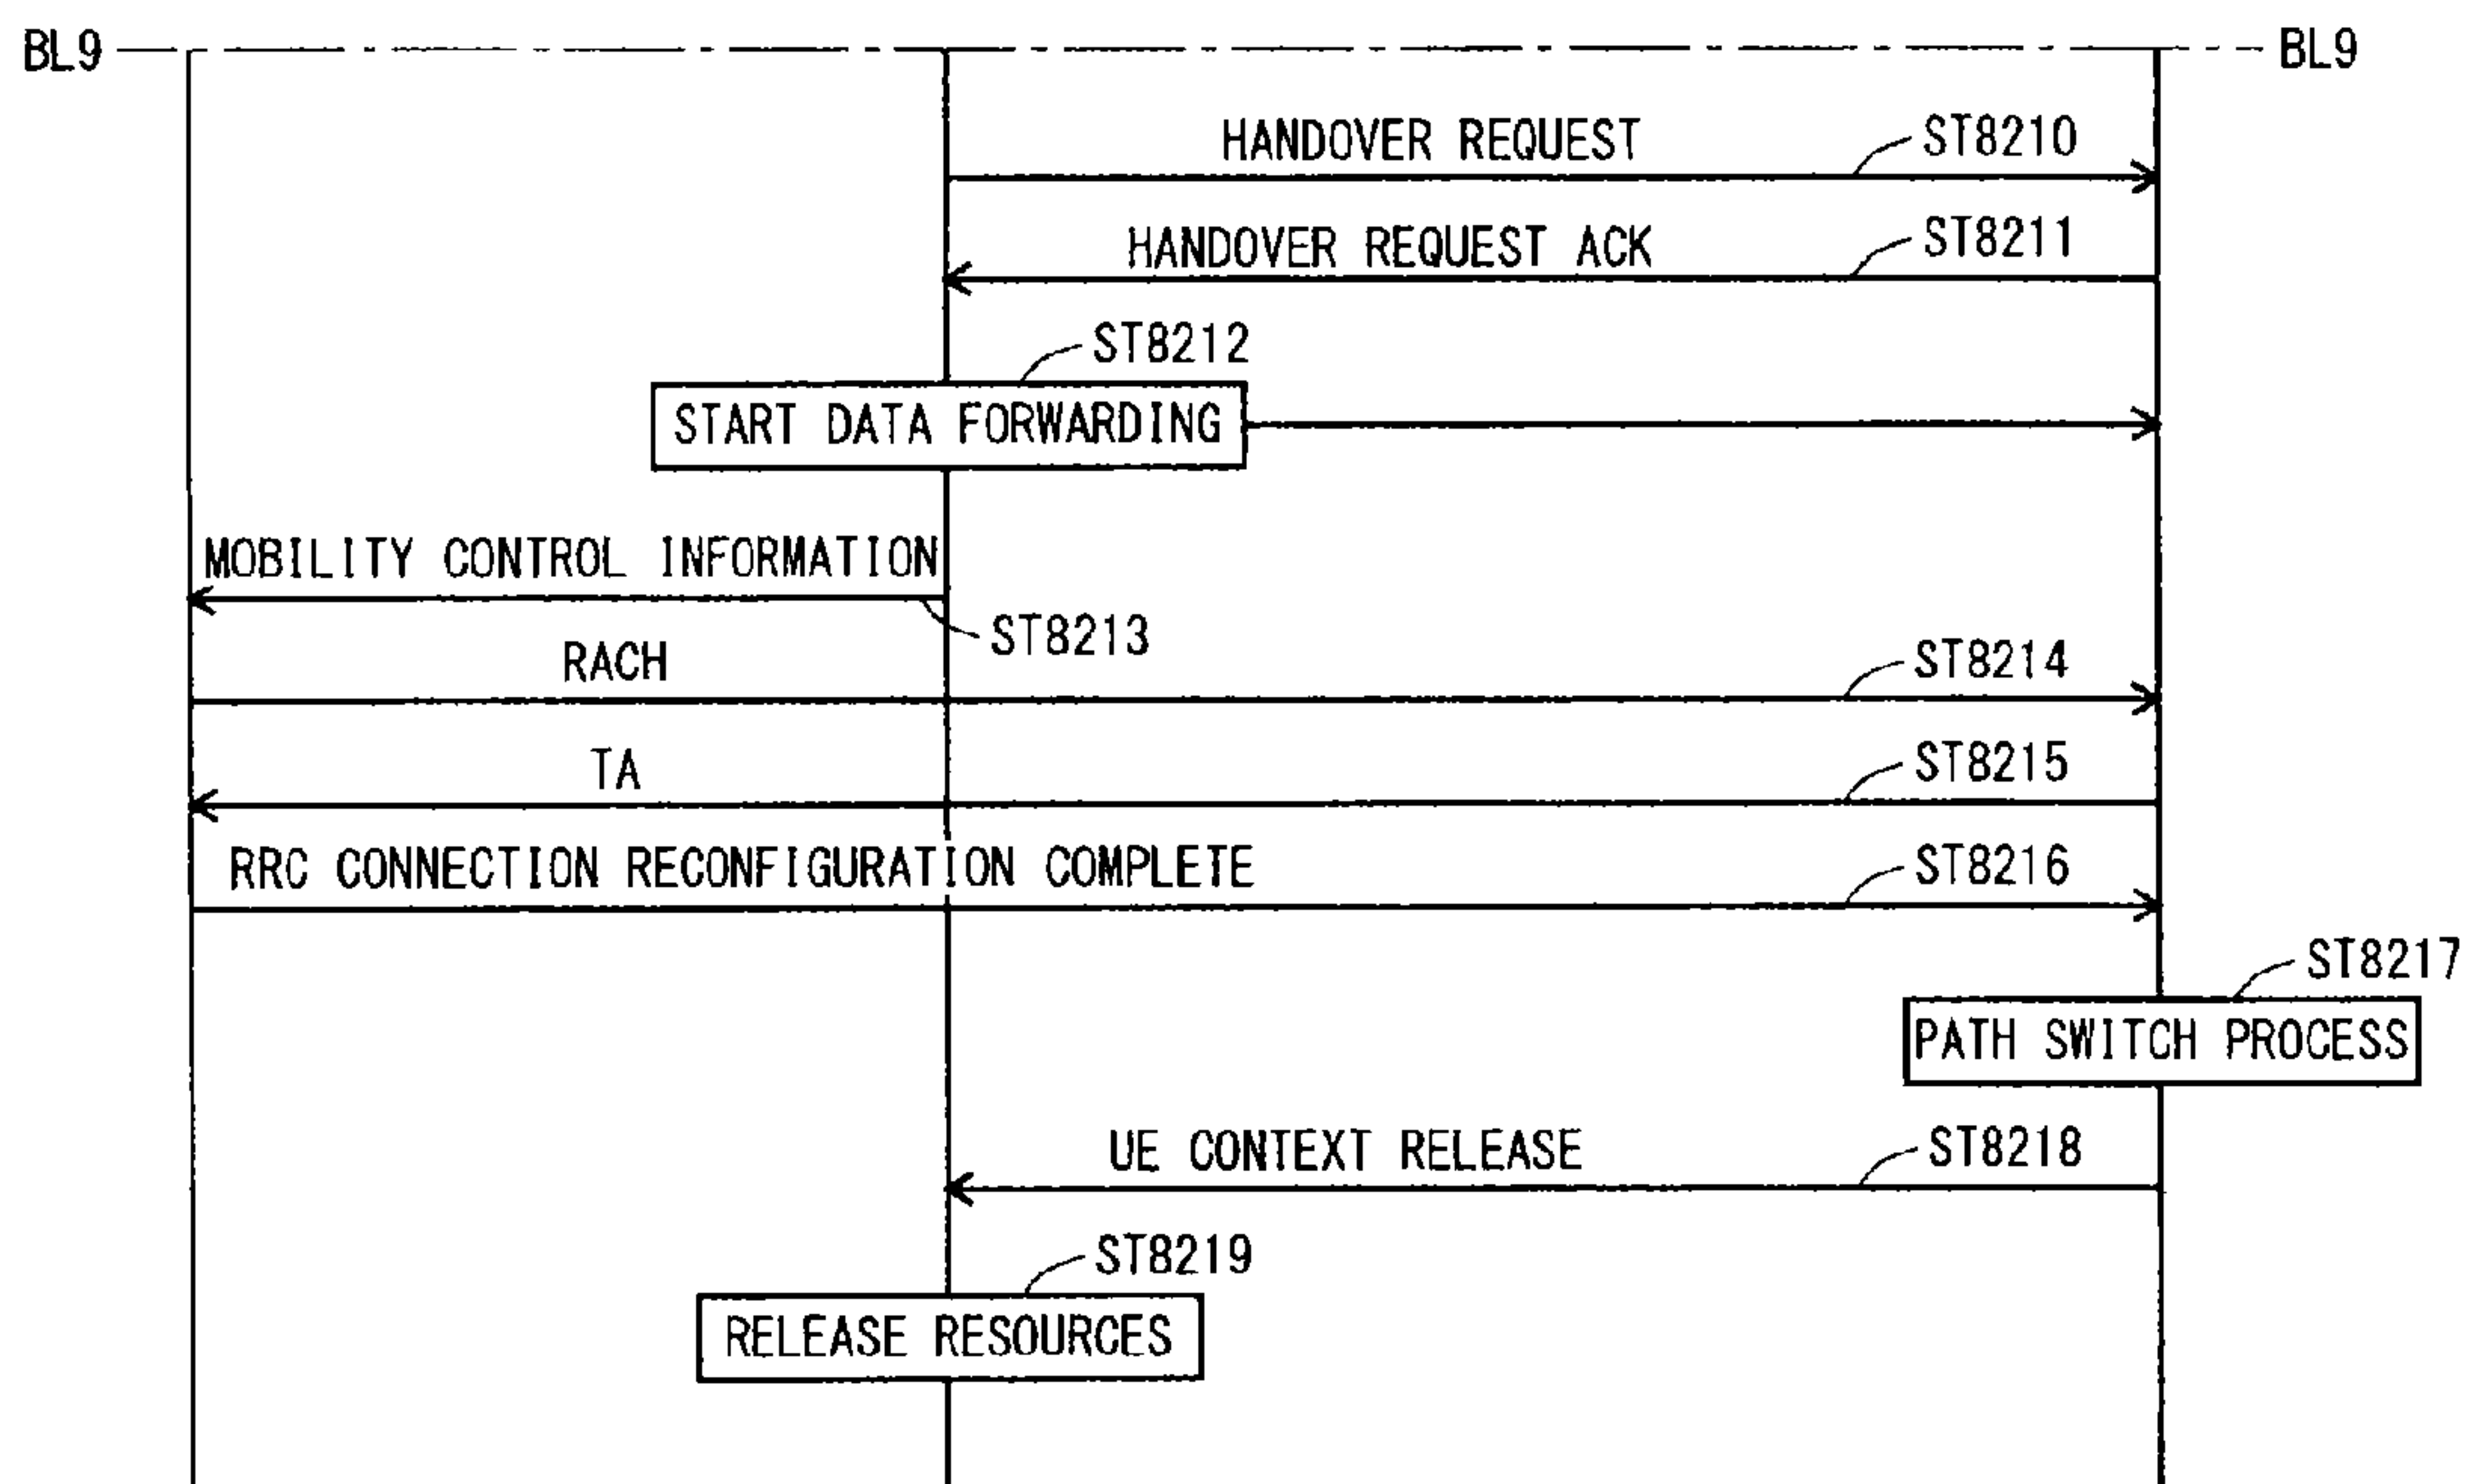 BL9 BL9
HANDOVER REQUEST ST8210
HANDOVER REQUEST ACK ST8211
ST8212
START DATA FORWARDING
MOBILITY CONTROL INFORMATION
ST8213
RACH ST8214
TA ST8215
RRC CONNECTION RECONFIGURATION COMPLETE ST8216
ST8217
PATH SWITCH PROCESS
UE CONTEXT RELEASE ST8218
ST8219
RELEASE RESOURCES